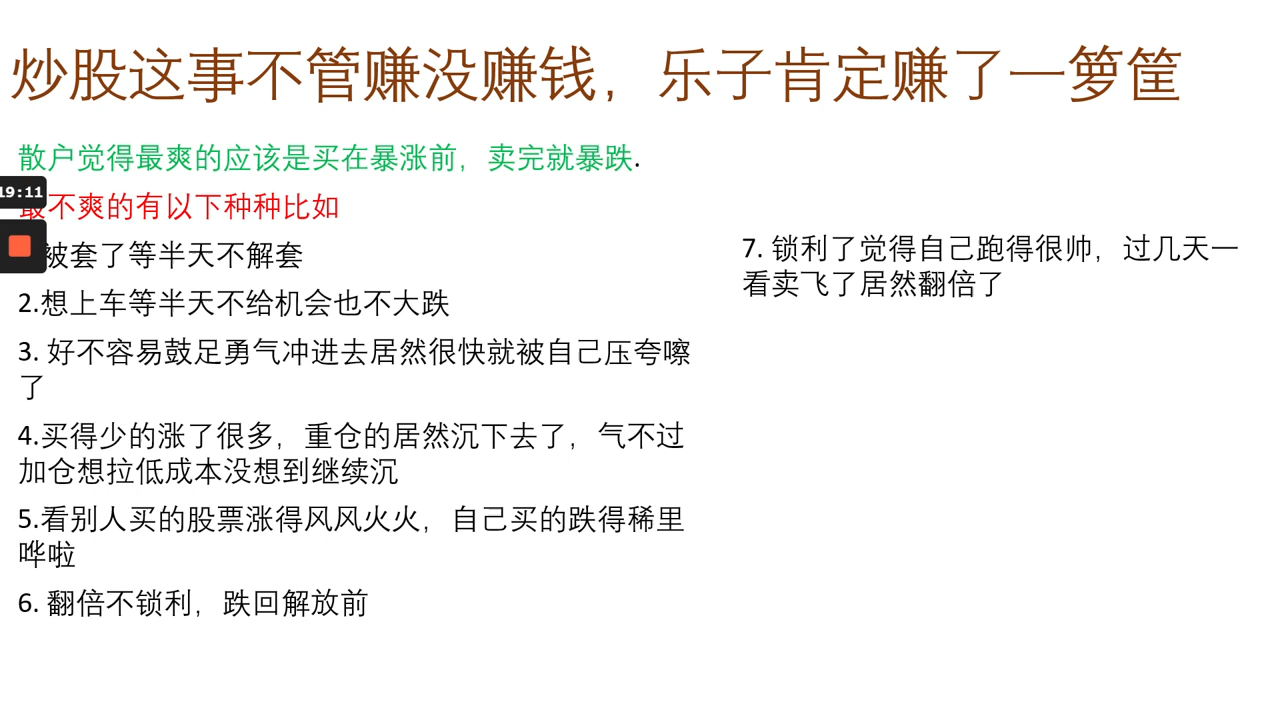 炒股这事不管赚没赚钱，乐子肯定赚了一箩筐
散户觉得最爽的应该是买在暴涨前，卖完就暴跌.
19:11
最不爽的有以下种种比如
被套了等半天不解套
2.想上车等半天不给机会也不大跌
3. 好不容易鼓足勇气冲进去居然很快就被自己压夸嚓
了
4.买得少的涨了很多，重仓的居然沉下去了，气不过
加仓想拉低成本没想到继续沉
5.看别人买的股票涨得风风火火，自己买的跌得稀里
哗啦
6. 翻倍不锁利，跌回解放前
7. 锁利了觉得自己跑得很帅，过几天一
看卖飞了居然翻倍了